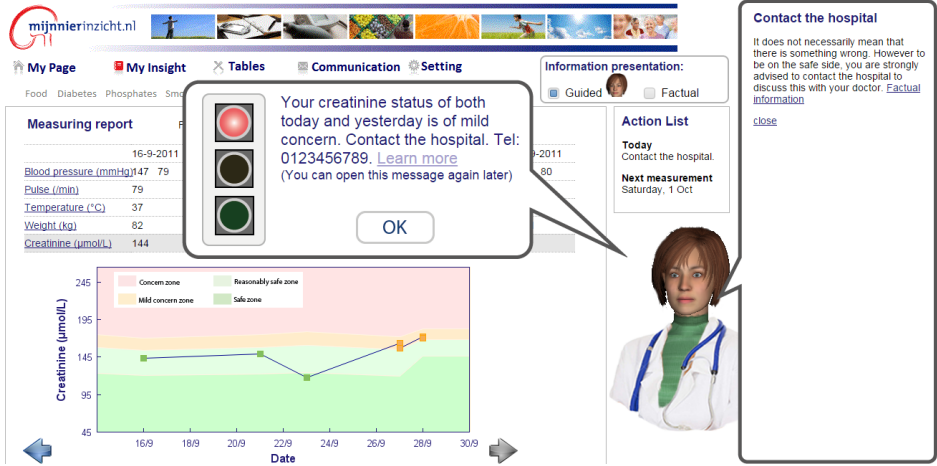 mijnnierinzicht.nl
My Page
My Insight
Tables
Communication
Setting
Information presentation:
Guided
Factual
Food Diabetes Phosphates
Measuring report
16-9-2011
-2011
Blood pressure (mmHg) 147 79
80
Pulse (/min) 79
Temperature (°C) 37
Weight (kg) 82
Creatinine (µmol/L) 144
Your creatinine status of both
today and yesterday is of mild
concern. Contact the hospital. Tel:
0123456789. Learn more
(You can open this message again later)
OK
Action List
Today
Contact the hospital.
Next measurement
Saturday, 1 Oct
Contact the hospital
It does not necessarily mean that
there is something wrong. However to
be on the safe side, you are strongly
advised to contact the hospital to
discuss this with your doctor. Factual
information
close
Concern zone
Reasonably safe zone
Mild concern zone
Safe zone
Creatinine (µmol/L)
245
195
145
95
45
16/9 18/9 20/9 22/9 24/9 26/9 28/9 30/9
Date